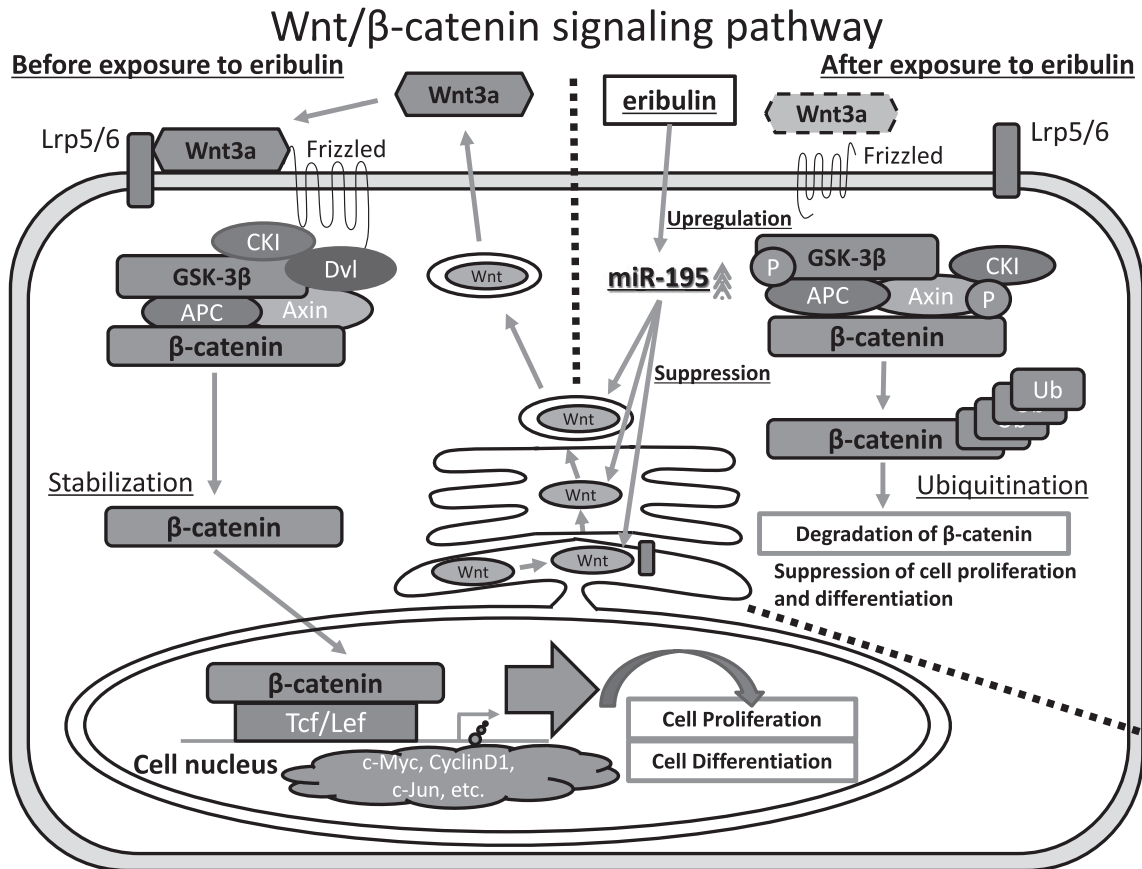 Wnt/β-catenin signaling pathway
Before exposure to eribulin
After exposure to eribulin
Wnt3a
eribulin
Wnt3a
Lrp5/6
Wnt3a
Frizzled
Frizzled
Lrp5/6
Upregulation
CKI
GSK-3β
Dvl
APC
Axin
β-catenin
Wnt
miR-195
P
GSK-3β
CKI
APC
Axin
P
β-catenin
Suppression
Ub
Wnt
β-catenin
Stabilization
Wnt
Ubiquitination
β-catenin
Degradation of β-catenin
Wnt
Wnt
Suppression of cell proliferation
and differentiation
β-catenin
Tcf/Lef
Cell Proliferation
Cell nucleus
c-Myc, CyclinD1,
c-Jun, etc.
Cell Differentiation